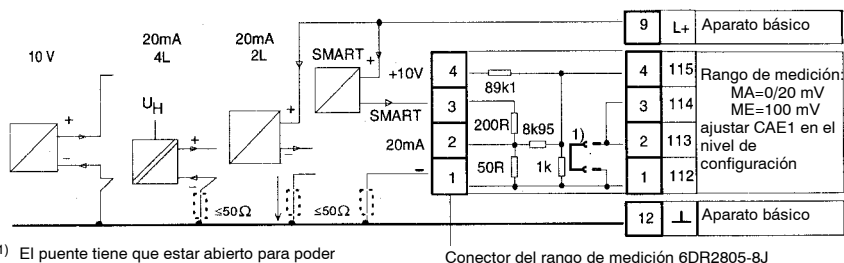 9 L+ Aparato básico
10 V
20mA
4L
20mA
2L
SMART
+
+10V
SMART
20mA
−
4
3
2
1
89k1
200R
8k95
50R
1k
1)
4 115
3 114
2 113
1 112
Rango de medición:
MA=0/20 mV
ME=100 mV
ajustar CAE1 en el
nivel de
configuración
UH
+
−
+
−
+
−
≤50Ω
≤50Ω
12 ⊥ Aparato básico
1) El puente tiene que estar abierto para poder
Conector del rango de medición 6DR2805-8J